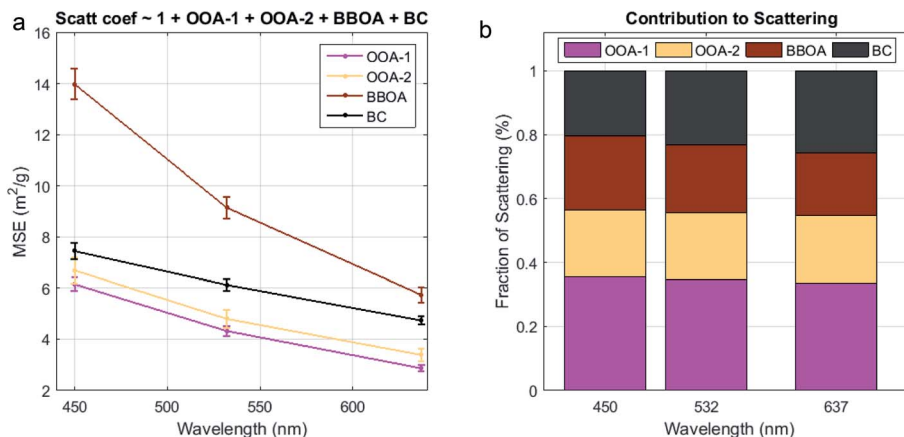 a
Scatt coef ~ 1 + OOA-1 + OOA-2 + BBOA + BC
16
14
12
10
8
6
4
2
MSE (m²/g)
OOA-1
OOA-2
BBOA
BC
450 500 550 600
Wavelength (nm)
b
Contribution to Scattering
OOA-1 OOA-2 BBOA BC
1
0.8
0.6
0.4
0.2
0
Fraction of Scattering (%)
450 532 637
Wavelength (nm)